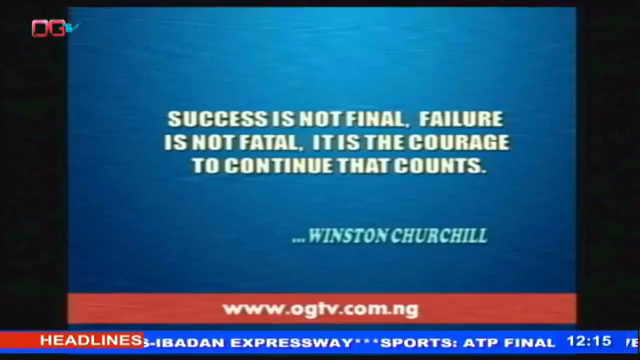 OGTV
SUCCESS IS NOT FINAL, FAILURE
IS NOT FATAL, IT IS THE COURAGE
TO CONTINUE THAT COUNTS.
...WINSTON CHURCHILL
www.ogtv.com.ng
HEADLINES S-IBADAN EXPRESSWAY***SPORTS: ATP FINAL 12:15 VE